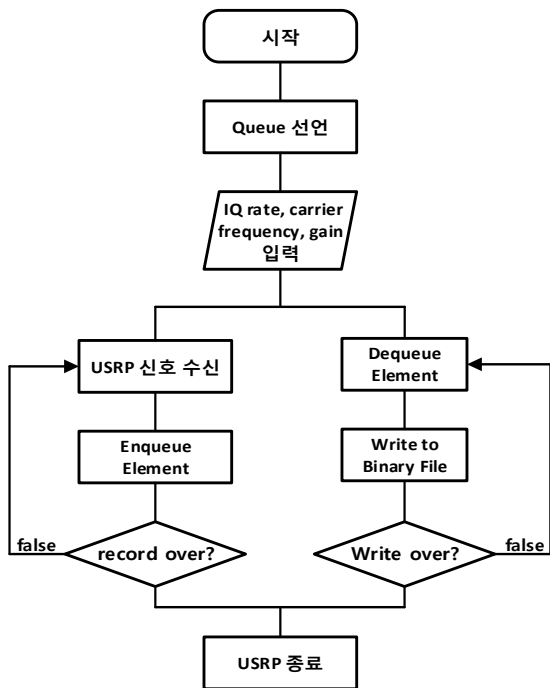 시작
Queue 선언
IQ rate, carrier
frequency, gain
입력
USRP 신호 수신
Enqueue
Element
record over?
false
Dequeue
Element
Write to
Binary File
Write over?
false
USRP 종료